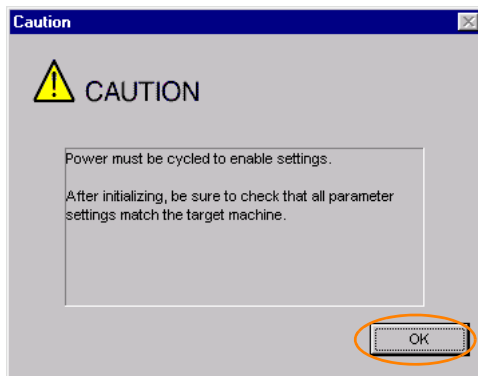 Caution
CAUTION
Power must be cycled to enable settings.
After initializing, be sure to check that all parameter
settings match the target machine.
OK